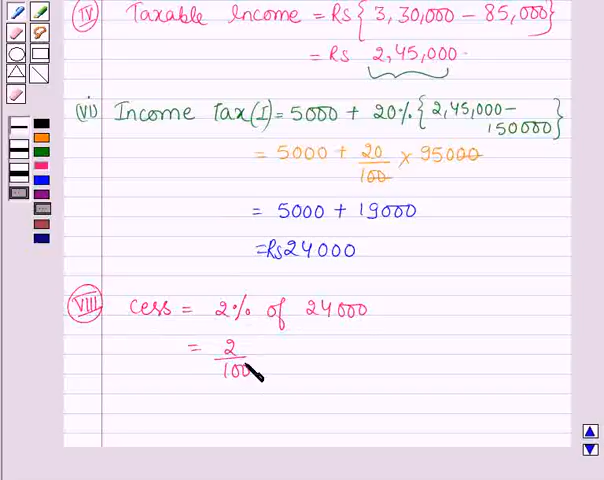 (IV) Taxable Income = Rs {3,30,000 - 85,000}
= Rs 2,45,000
(VI) Income Tax(I) = 5000 + 20% {2,45,000 - 150000}
= 5000 + 20/100 × 95000
= 5000 + 19000
= Rs 24000
(VIII) Cess = 2% of 24000
= 2/100